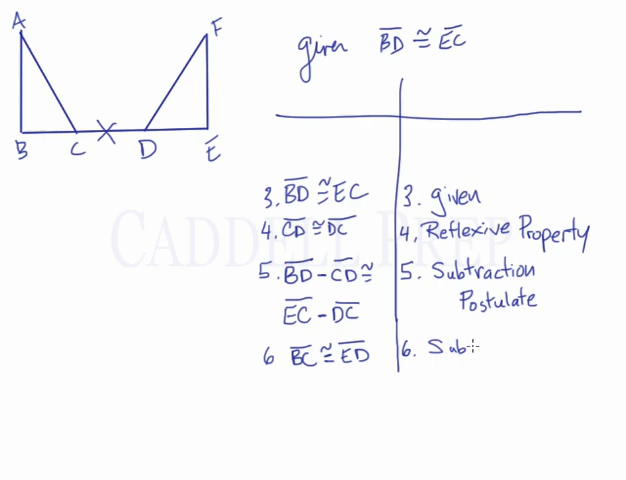 A
F
B
C
D
E
given BD ≅ EC
3. BD ≅ EC
3. given
4. CD ≅ DC
4, Reflexive Property
5. BD - CD ≅
5. Subtraction
EC - DC
Postulate
6 BC ≅ ED
6. Sub
CADDELL PREP